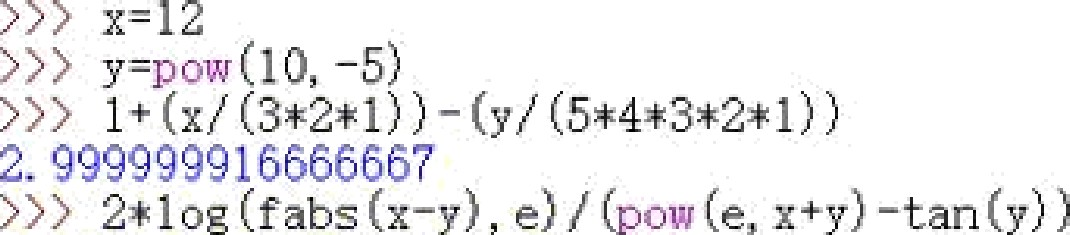 >>> x=12
>>> y=pow(10,-5)
>>> 1+(x/(3*2*1))-(y/(5*4*3*2*1))
2.9999999166666667
>>> 2*log(fabs(x-y),e)/(pow(e,x+y)-tan(y))